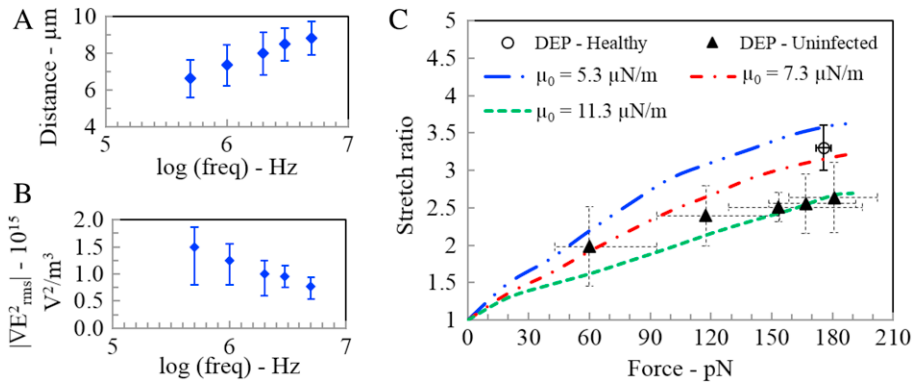 A
Distance - µm
10
8
6
4
5
6
7
log (freq) - Hz
B
|∇E²rms| - 10¹⁵
V²/m³
2.0
1.5
1.0
0.5
0.0
5
6
7
log (freq) - Hz
C
Stretch ratio
5
4.5
4
3.5
3
2.5
2
1.5
1
DEP - Healthy
DEP - Uninfected
µ₀ = 5.3 µN/m
µ₀ = 7.3 µN/m
µ₀ = 11.3 µN/m
0
30
60
90
120
150
180
210
Force - pN